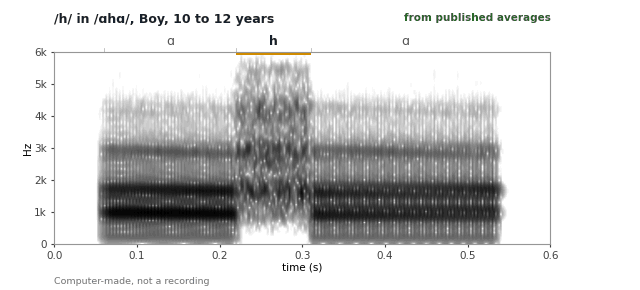 /h/ in /ɑhɑ/, Boy, 10 to 12 years
from published averages
ɑ h ɑ
6k
5k
4k
3k
2k
1k
0
Hz
0.0 0.1 0.2 0.3 0.4 0.5 0.6
time (s)
Computer-made, not a recording